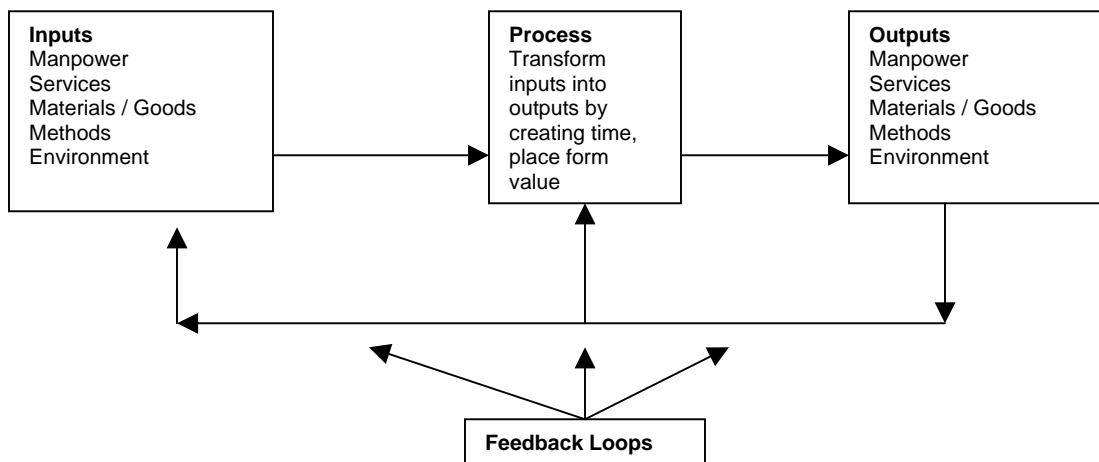 Inputs
Manpower
Services
Materials / Goods
Methods
Environment
Process
Transform
inputs into
outputs by
creating time,
place form
value
Outputs
Manpower
Services
Materials / Goods
Methods
Environment
Feedback Loops